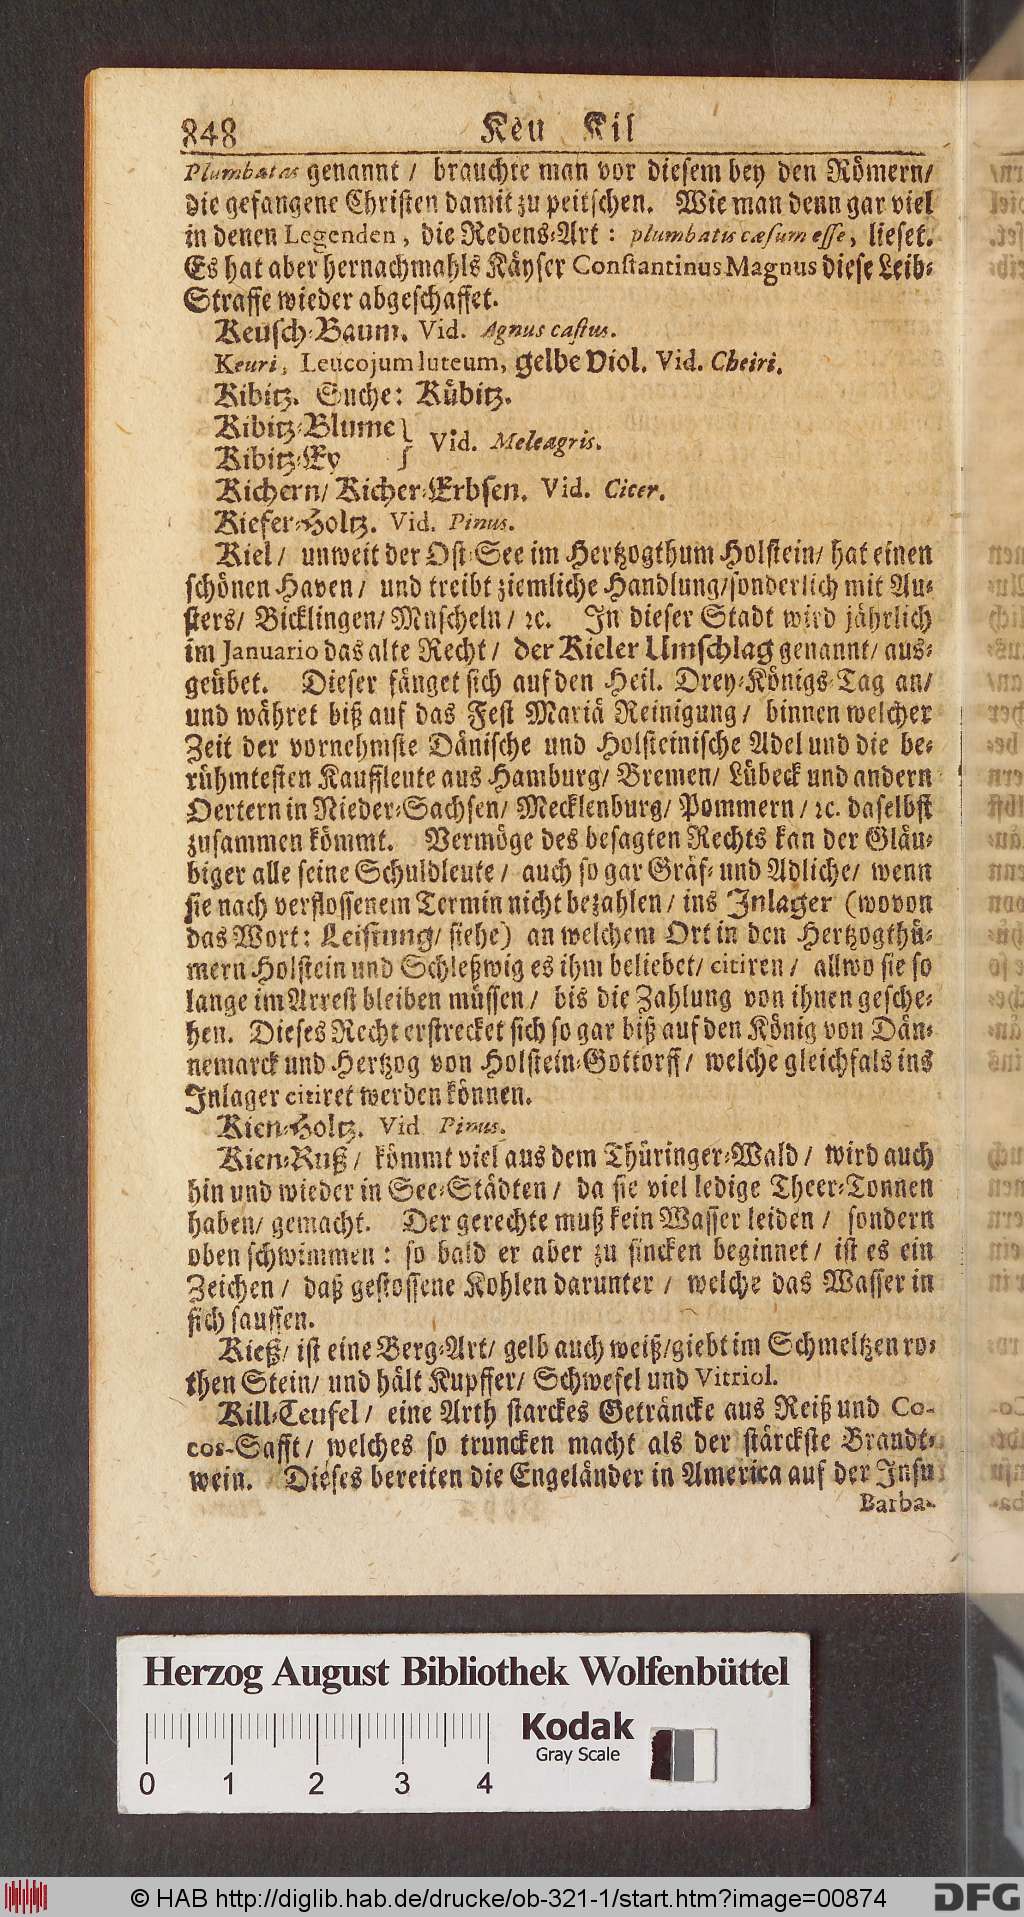 848 Keu Kil
Plumbatas genannt / brauchte man vor diesem bey den Römern/
die gefangene Christen damit zu peitschen. Wie man denn gar viel
in denen Legenden, die Redens-Art: plumbatis cæsum esse, lieset.
Es hat aber hernachmahls Käyser Constantinus Magnus diese Leib-
Straffe wieder abgeschaffet.
Keusch-Baum. Vid. Agnus castus.
Keuri, Leucojum luteum, gelbe Viol. Vid. Cheiri.
Kibitz. Suche: Kübitz.
Kibitz-Blume
Kibitz-Ey } Vid. Meleagris.
Kichern/ Kicher-Erbsen. Vid. Cicer.
Kiefer-Holtz. Vid. Pinus.
Kiel / unweit der Ost-See im Hertzogthum Holstein/ hat einen
schönen Haven / und treibt ziemliche Handlung/sonderlich mit Au-
sters/ Bicklingen/ Muscheln / ꝛc. In dieser Stadt wird jährlich
im Januario das alte Recht / der Kieler Umschlag genannt/ aus-
geübet. Dieser fänget sich auf den Heil. Drey-Königs-Tag an/
und währet biß auf das Fest Mariä Reinigung / binnen welcher
Zeit der vornehmste Dänische und Holsteinische Adel und die be-
rühmtesten Kauffleute aus Hamburg/ Bremen/ Lübeck und andern
Oertern in Nieder-Sachsen/ Mecklenburg/ Pommern / ꝛc. daselbst
zusammen kömmt. Vermöge des besagten Rechts kan der Gläu-
biger alle seine Schuldleute / auch so gar Gräf- und Adliche/ wenn
sie nach verflossenem Termin nicht bezahlen / ins Inlager (wovon
das Wort: Leistung/ siehe) an welchem Ort in den Hertzogthü-
mern Holstein und Schleßwig es ihm beliebet/ citiren / allwo sie so
lange im Arrest bleiben müssen / bis die Zahlung von ihnen gesche-
hen. Dieses Recht erstrecket sich so gar biß auf den König von Dän-
nemarck und Hertzog von Holstein-Gottorff / welche gleichfals ins
Inlager citiret werden können.
Kien-Holtz. Vid Pinus.
Kien-Ruß / kömmt viel aus dem Thüringer-Wald / wird auch
hin und wieder in See-Städten / da sie viel ledige Theer-Tonnen
haben/ gemacht. Der gerechte muß kein Wasser leiden / sondern
oben schwimmen: so bald er aber zu sincken beginnet / ist es ein
Zeichen / daß gestossene Kohlen darunter / welche das Wasser in
sich sauffen.
Kieß/ ist eine Berg-Art/ gelb auch weiß/giebt im Schmeltzen ro-
then Stein/ und hält Kupffer/ Schwefel und Vitriol.
Kill-Teufel / eine Arth starckes Geträncke aus Reiß und Co-
cos-Safft / welches so truncken macht als der stärckste Brandt-
wein. Dieses bereiten die Engeländer in America auf der Insu
Barba-
Herzog August Bibliothek Wolfenbüttel
Kodak
Gray Scale
0 1 2 3 4
© HAB http://diglib.hab.de/drucke/ob-321-1/start.htm?image=00874
DFG